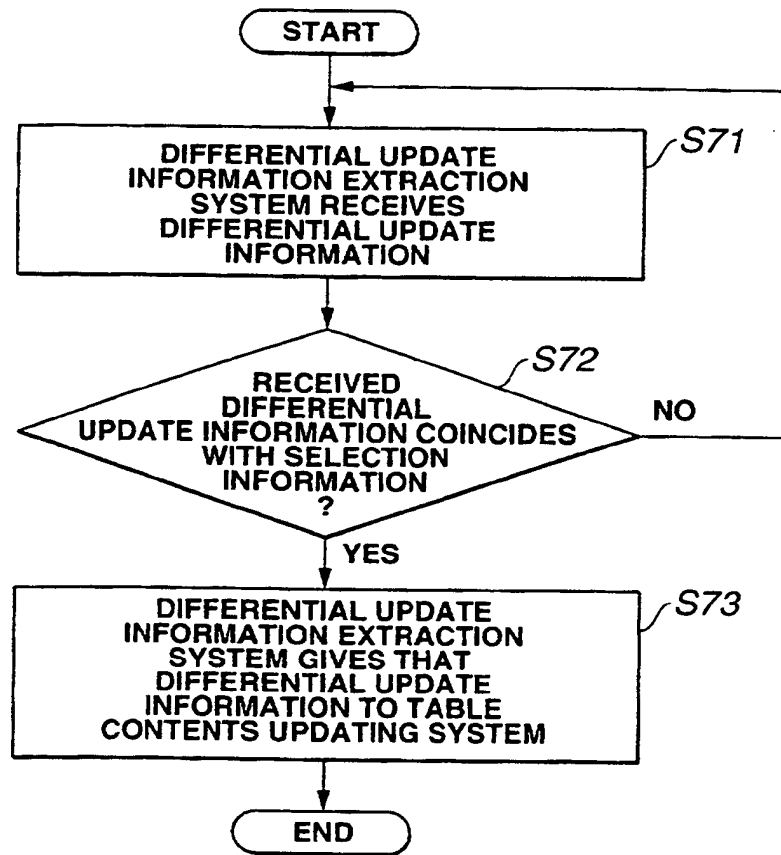 START
DIFFERENTIAL UPDATE
INFORMATION EXTRACTION
SYSTEM RECEIVES
DIFFERENTIAL UPDATE
INFORMATION
S71
RECEIVED
DIFFERENTIAL
UPDATE INFORMATION COINCIDES
WITH SELECTION
INFORMATION
?
S72
NO
YES
DIFFERENTIAL UPDATE
INFORMATION EXTRACTION
SYSTEM GIVES THAT
DIFFERENTIAL UPDATE
INFORMATION TO TABLE
CONTENTS UPDATING SYSTEM
S73
END